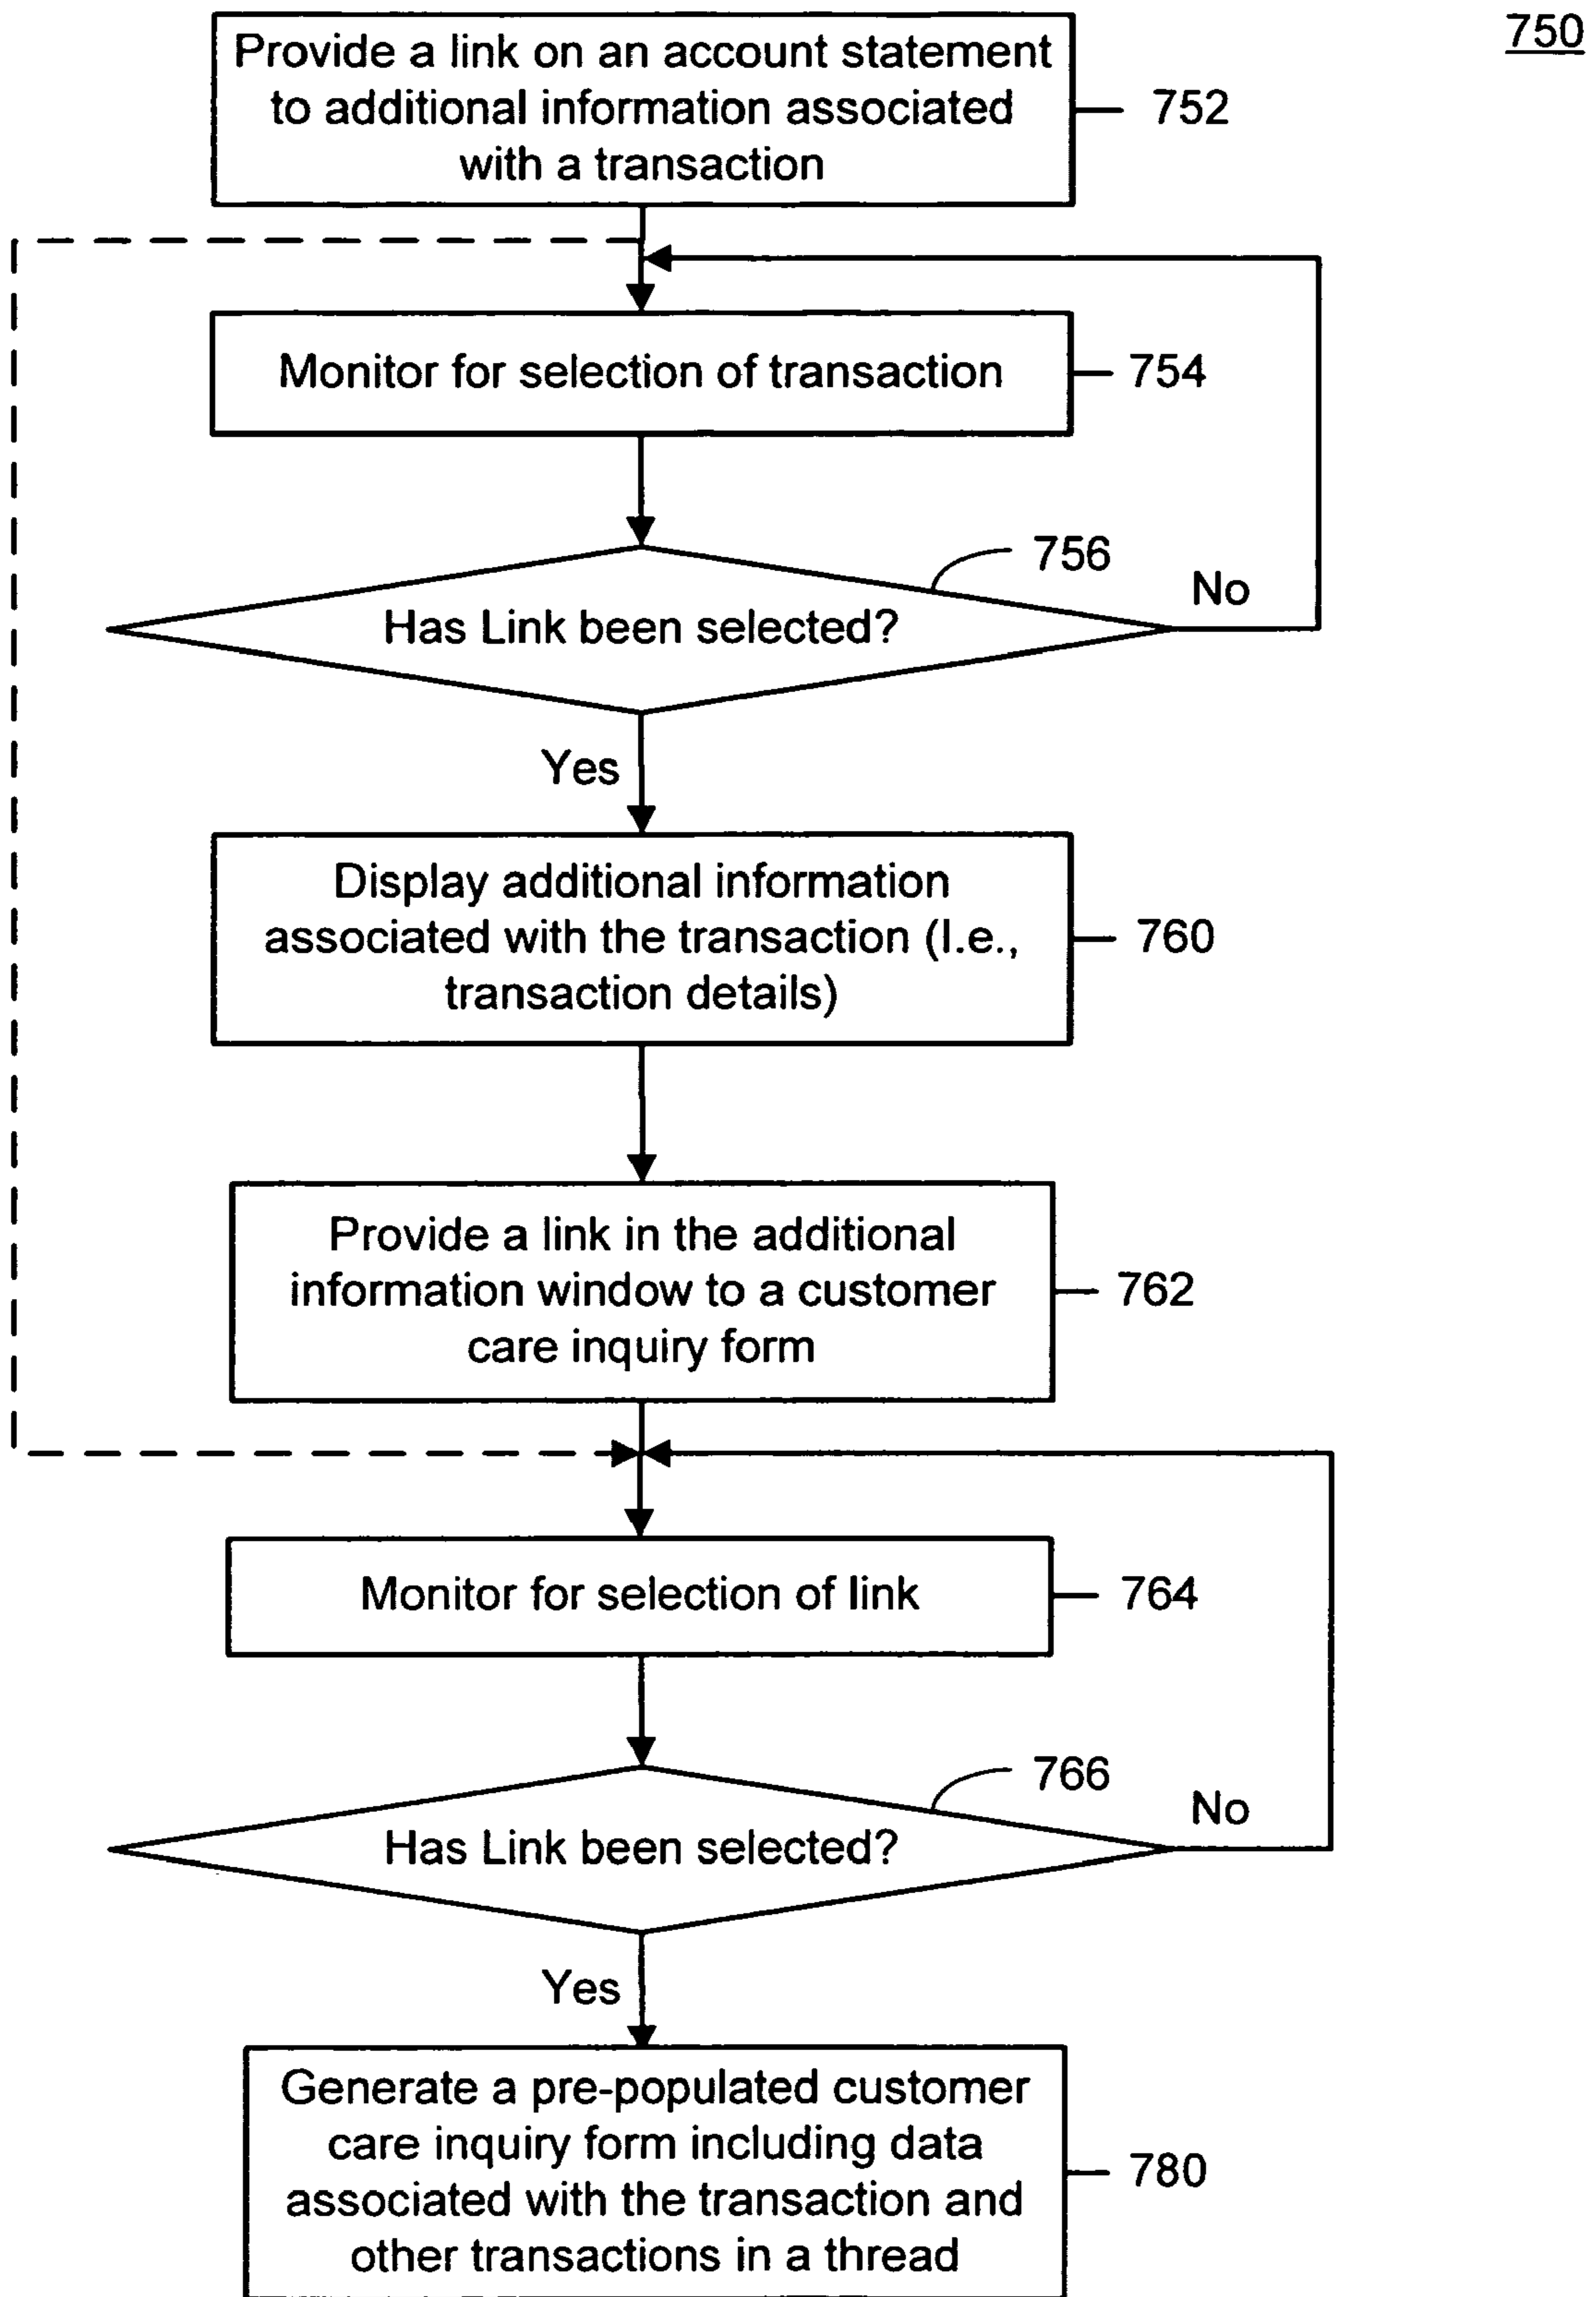 750
Provide a link on an account statement
to additional information associated
with a transaction
752
Monitor for selection of transaction
754
756
No
Has Link been selected?
Yes
Display additional information
associated with the transaction (I.e.,
transaction details)
760
Provide a link in the additional
information window to a customer
care inquiry form
762
Monitor for selection of link
764
766
No
Has Link been selected?
Yes
Generate a pre-populated customer
care inquiry form including data
associated with the transaction and
other transactions in a thread
780